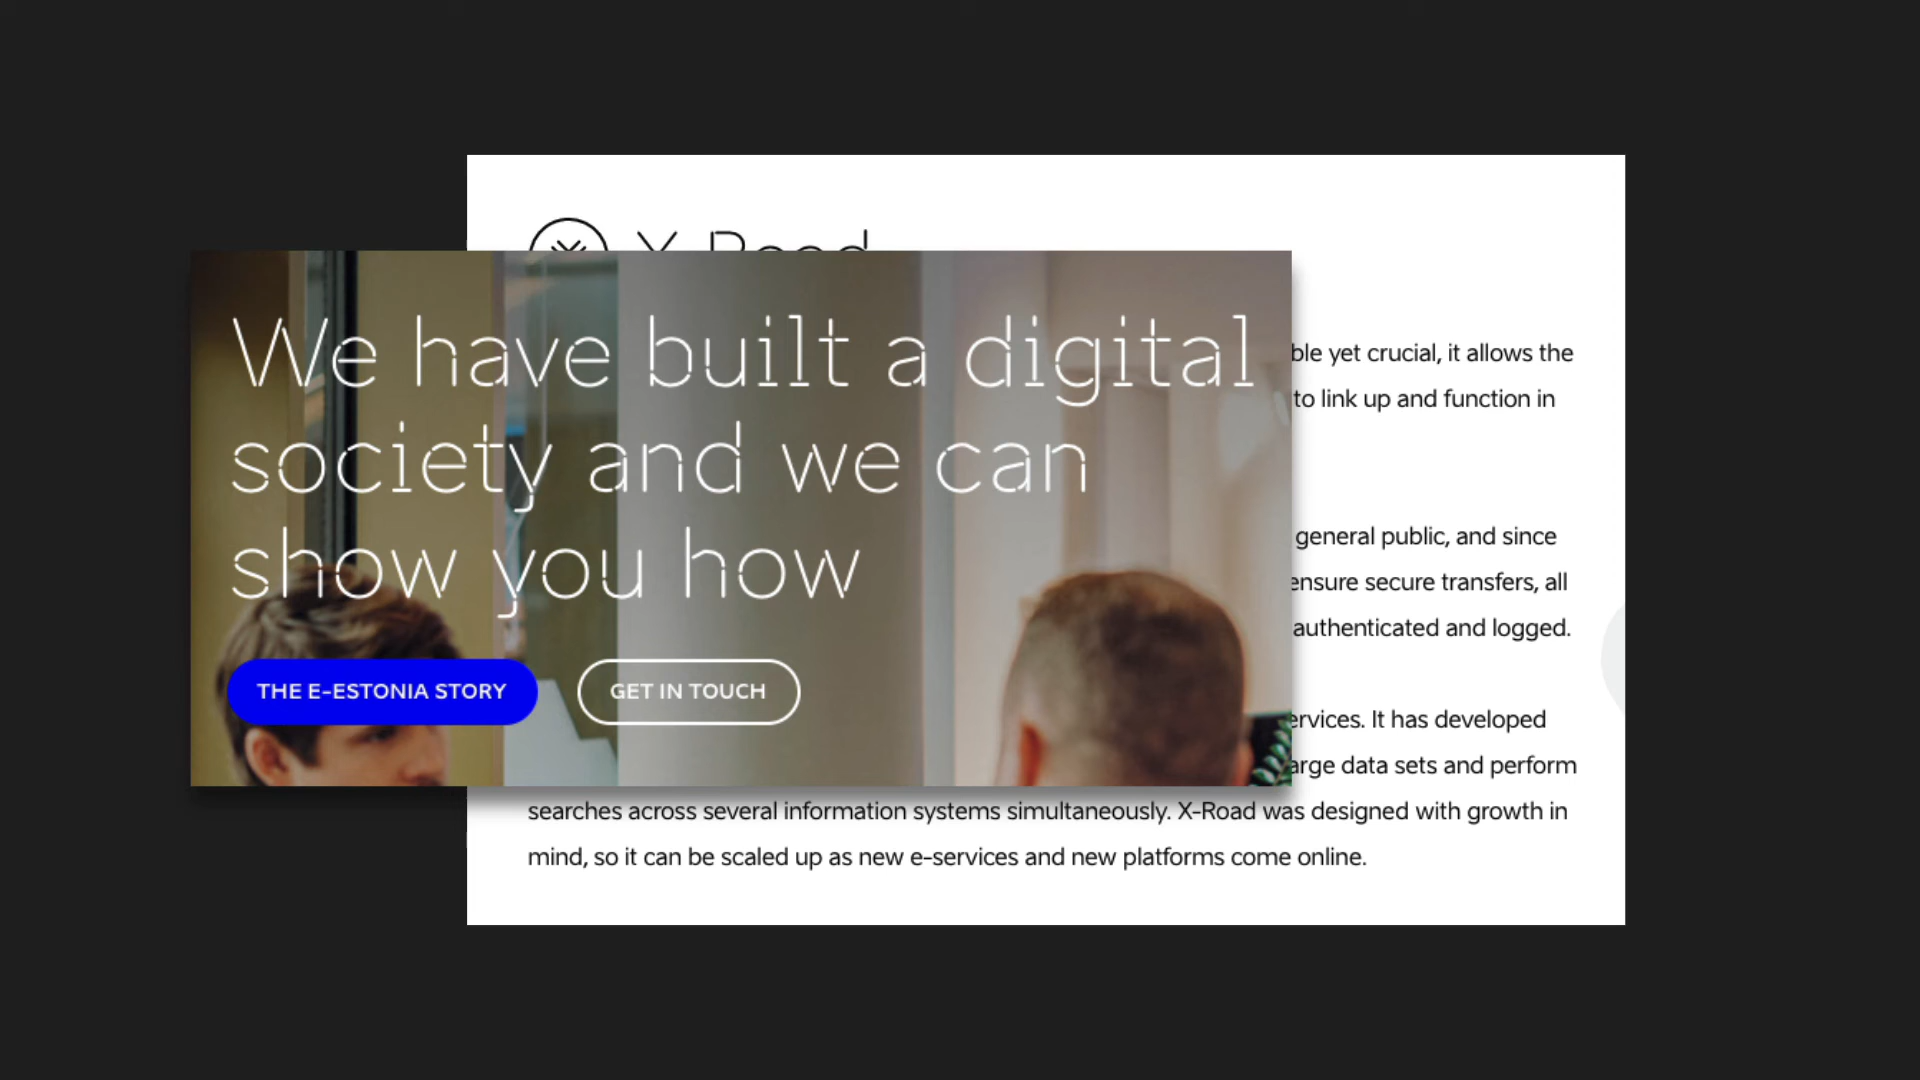 X-Road
We have built a digital
society and we can
show you how
THE E-ESTONIA STORY
GET IN TOUCH
yet crucial, it allows the
to link up and function in
general public, and since
ensure secure transfers, all
authenticated and logged.
It has developed
data sets and perform
searches across several information systems simultaneously. X-Road was designed with growth in
mind, so it can be scaled up as new e-services and new platforms come online.